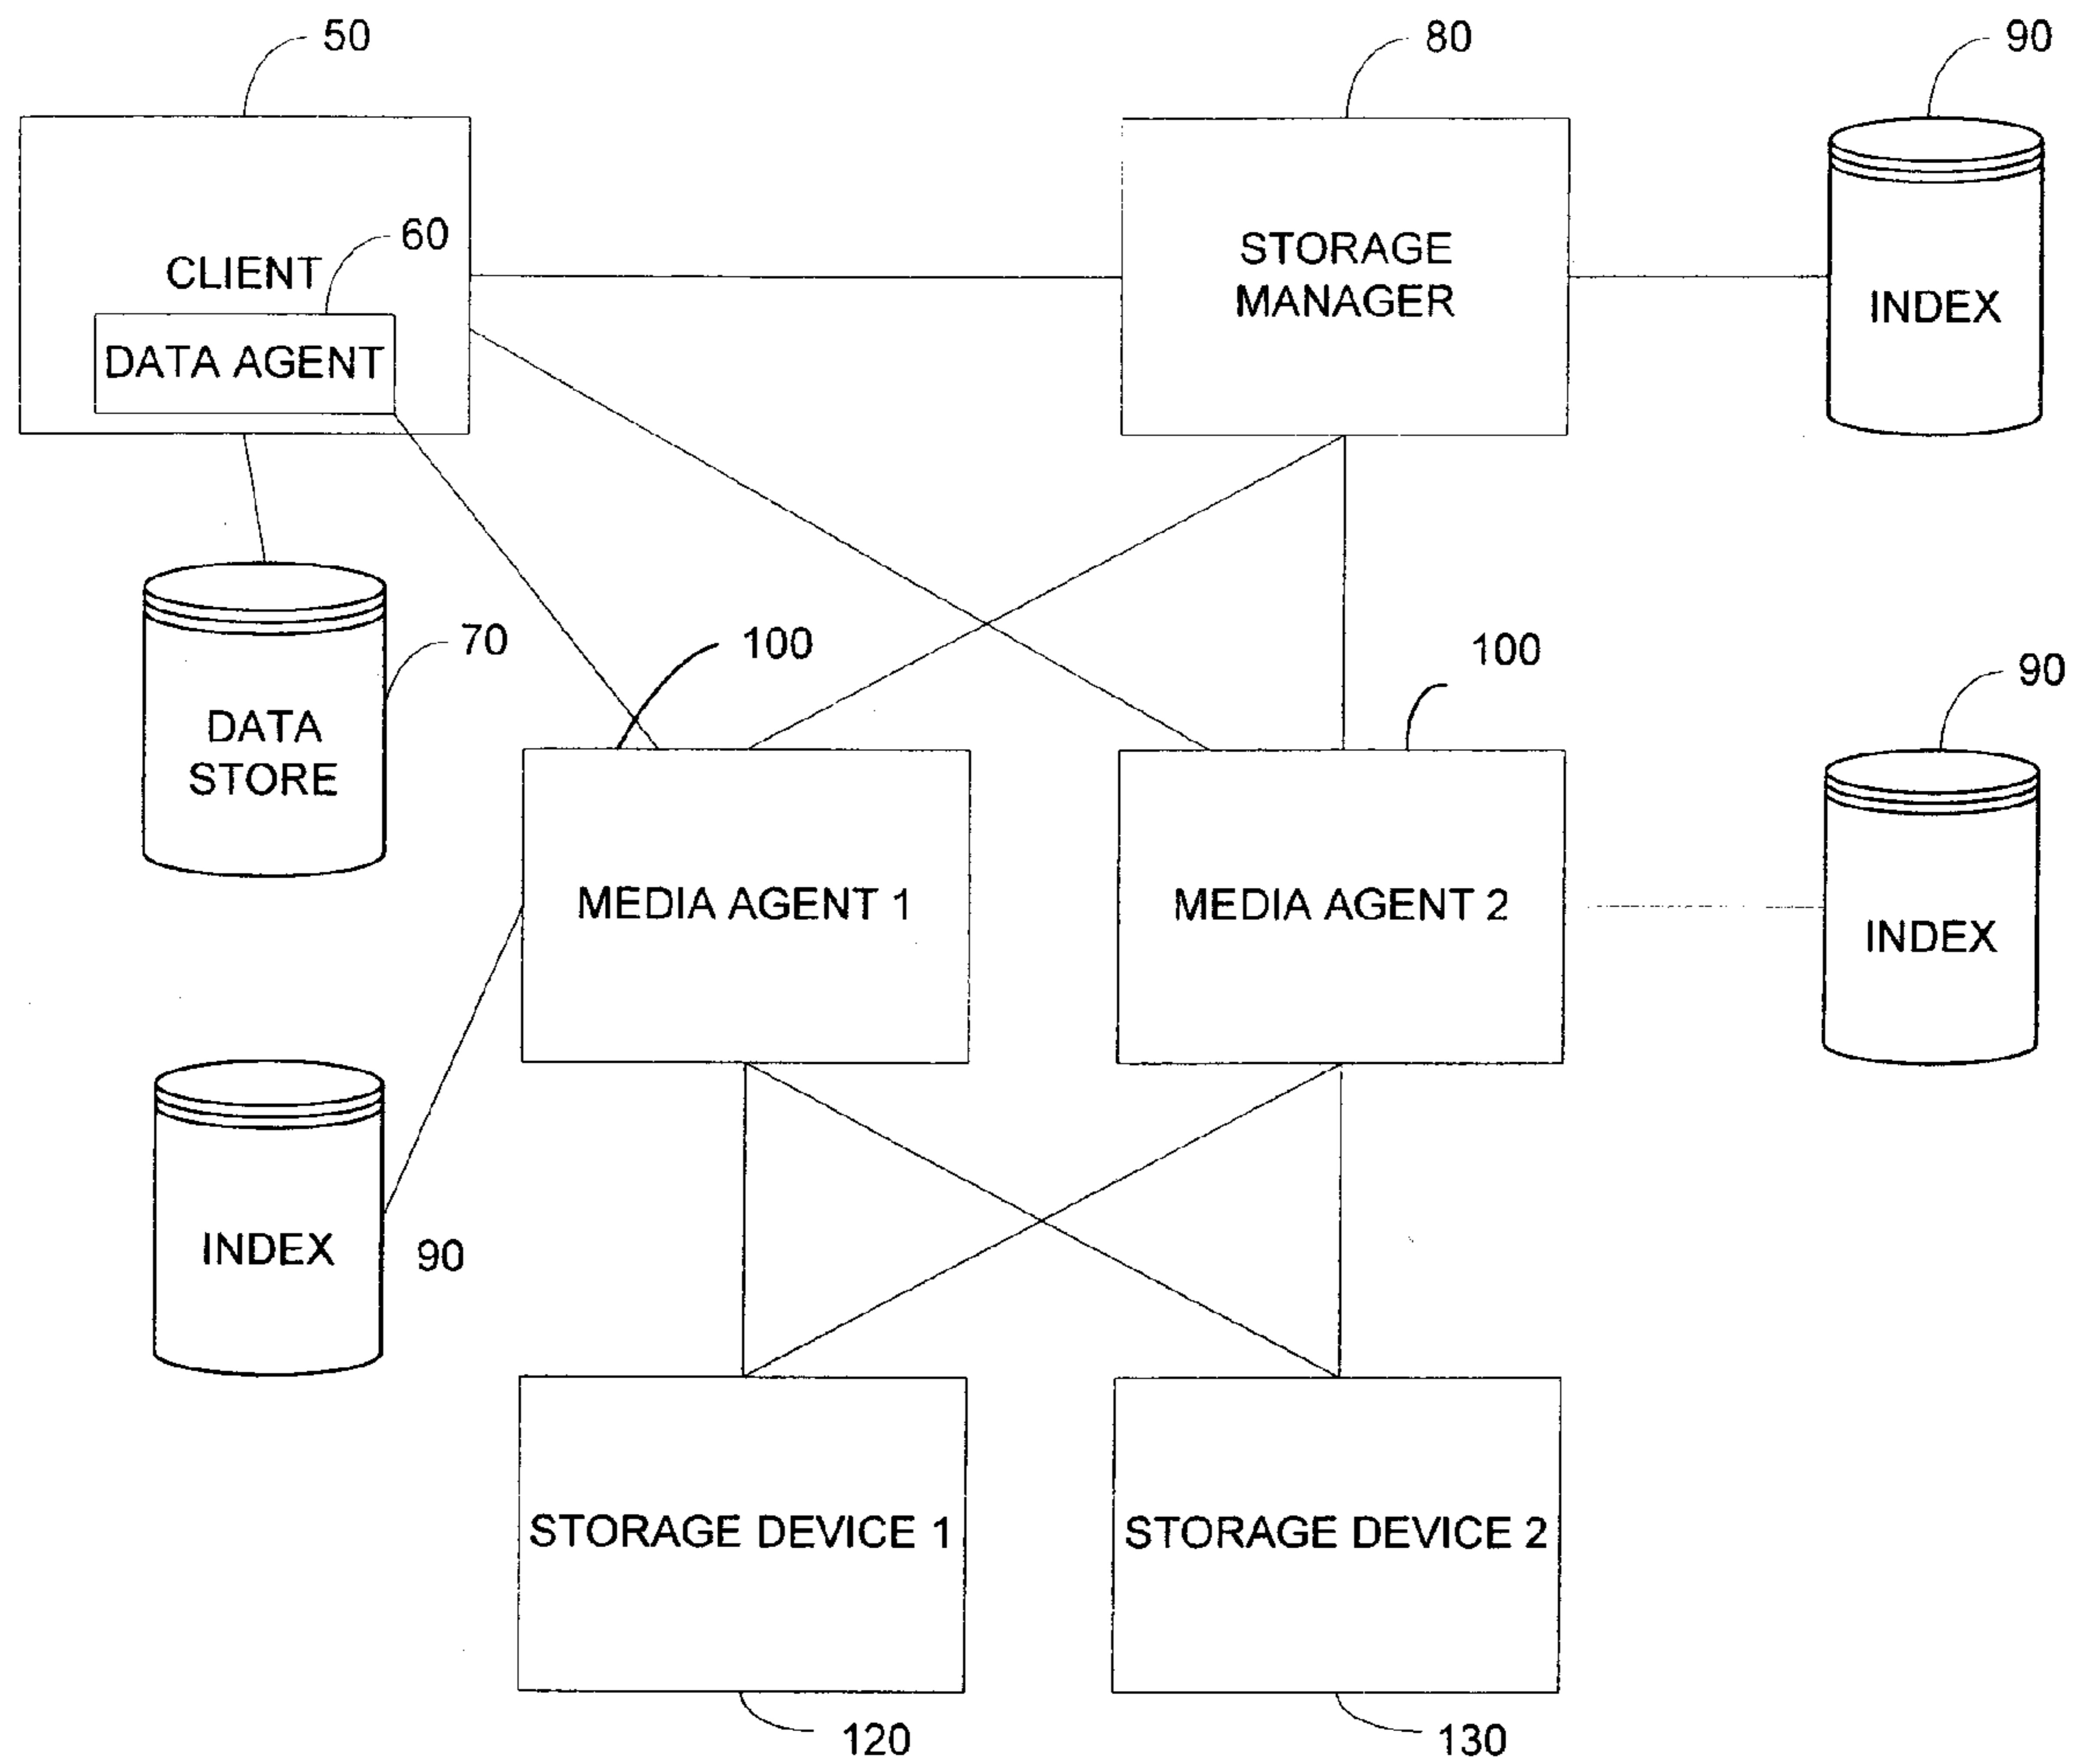 50
80
90
60
CLIENT
DATA AGENT
STORAGE
MANAGER
INDEX
70
100
100
90
DATA
STORE
MEDIA AGENT 1
MEDIA AGENT 2
INDEX
INDEX
90
STORAGE DEVICE 1
STORAGE DEVICE 2
120
130